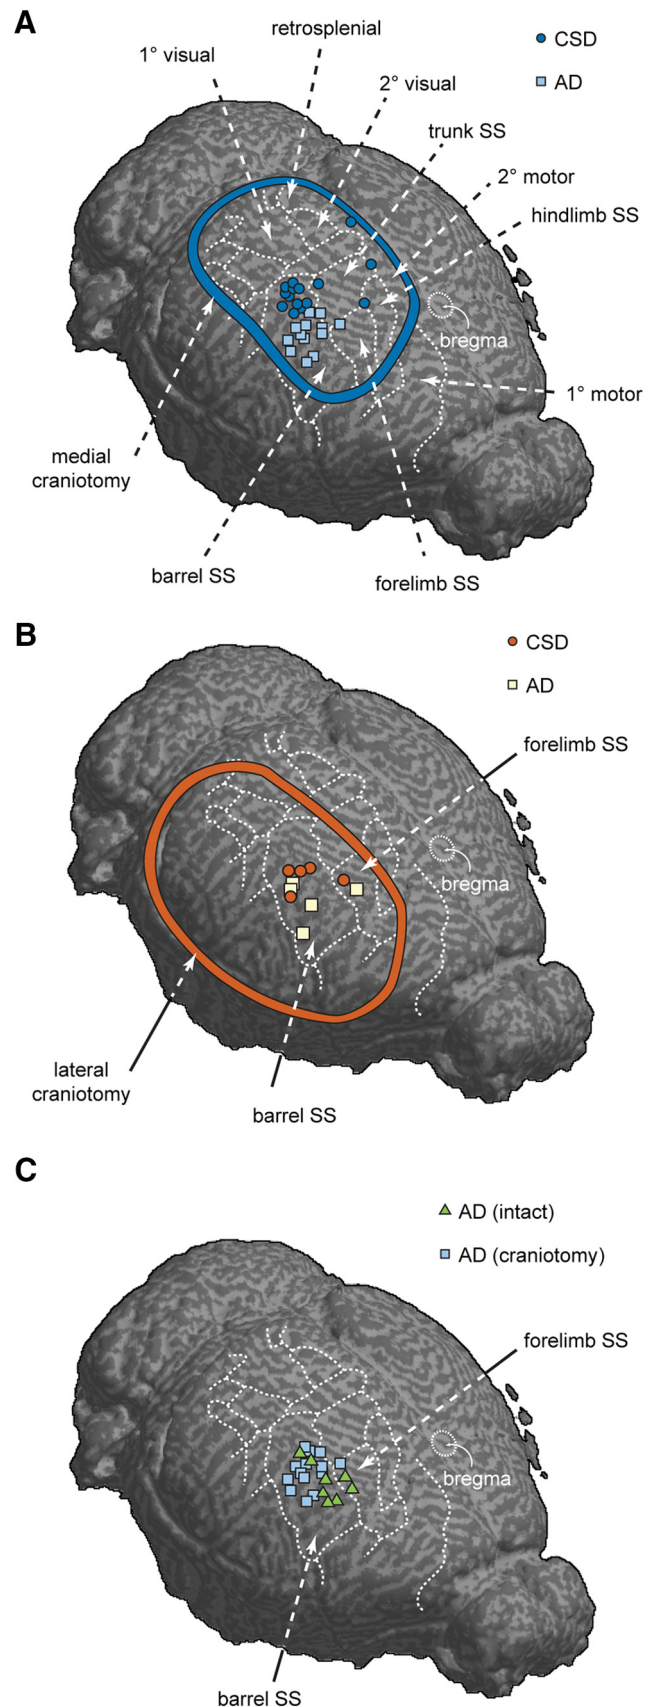 A
retrosplenial
1° visual
CSD
AD
2° visual
trunk SS
2° motor
hindlimb SS
bregma
1° motor
medial
craniotomy
barrel SS
forelimb SS
B
CSD
AD
forelimb SS
bregma
lateral
craniotomy
barrel SS
C
AD (intact)
AD (craniotomy)
forelimb SS
bregma
barrel SS